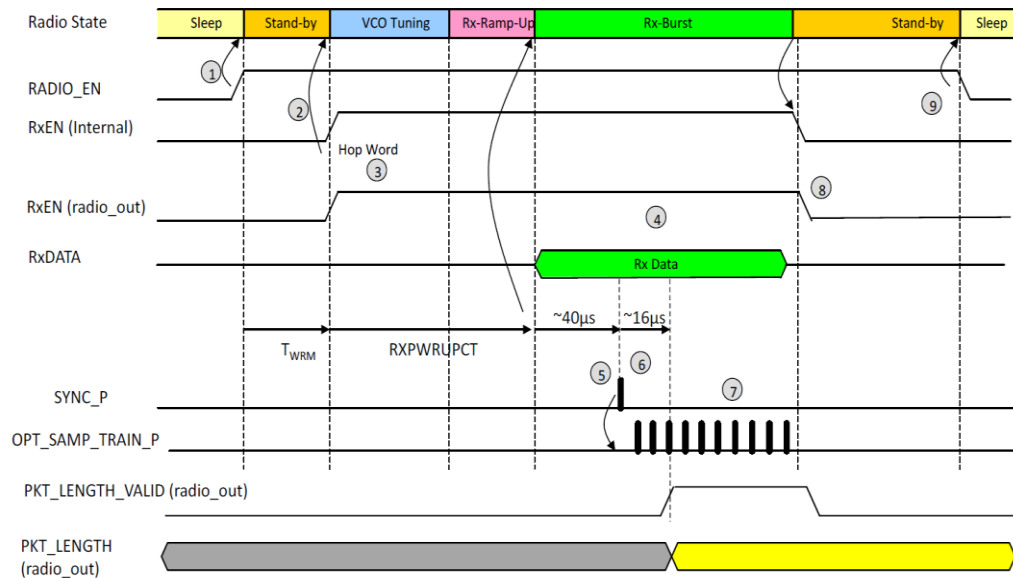 Radio State
Sleep
Stand-by
VCO Tuning
Rx-Ramp-Up
Rx-Burst
Stand-by
Sleep
1
RADIO_EN
9
2
RxEN (Internal)
Hop Word
3
RxEN (radio_out)
8
4
RxDATA
Rx Data
~40µs
~16µs
TWRM
RXPWRUPCT
6
5
7
SYNC_P
OPT_SAMP_TRAIN_P
PKT_LENGTH_VALID (radio_out)
PKT_LENGTH
(radio_out)